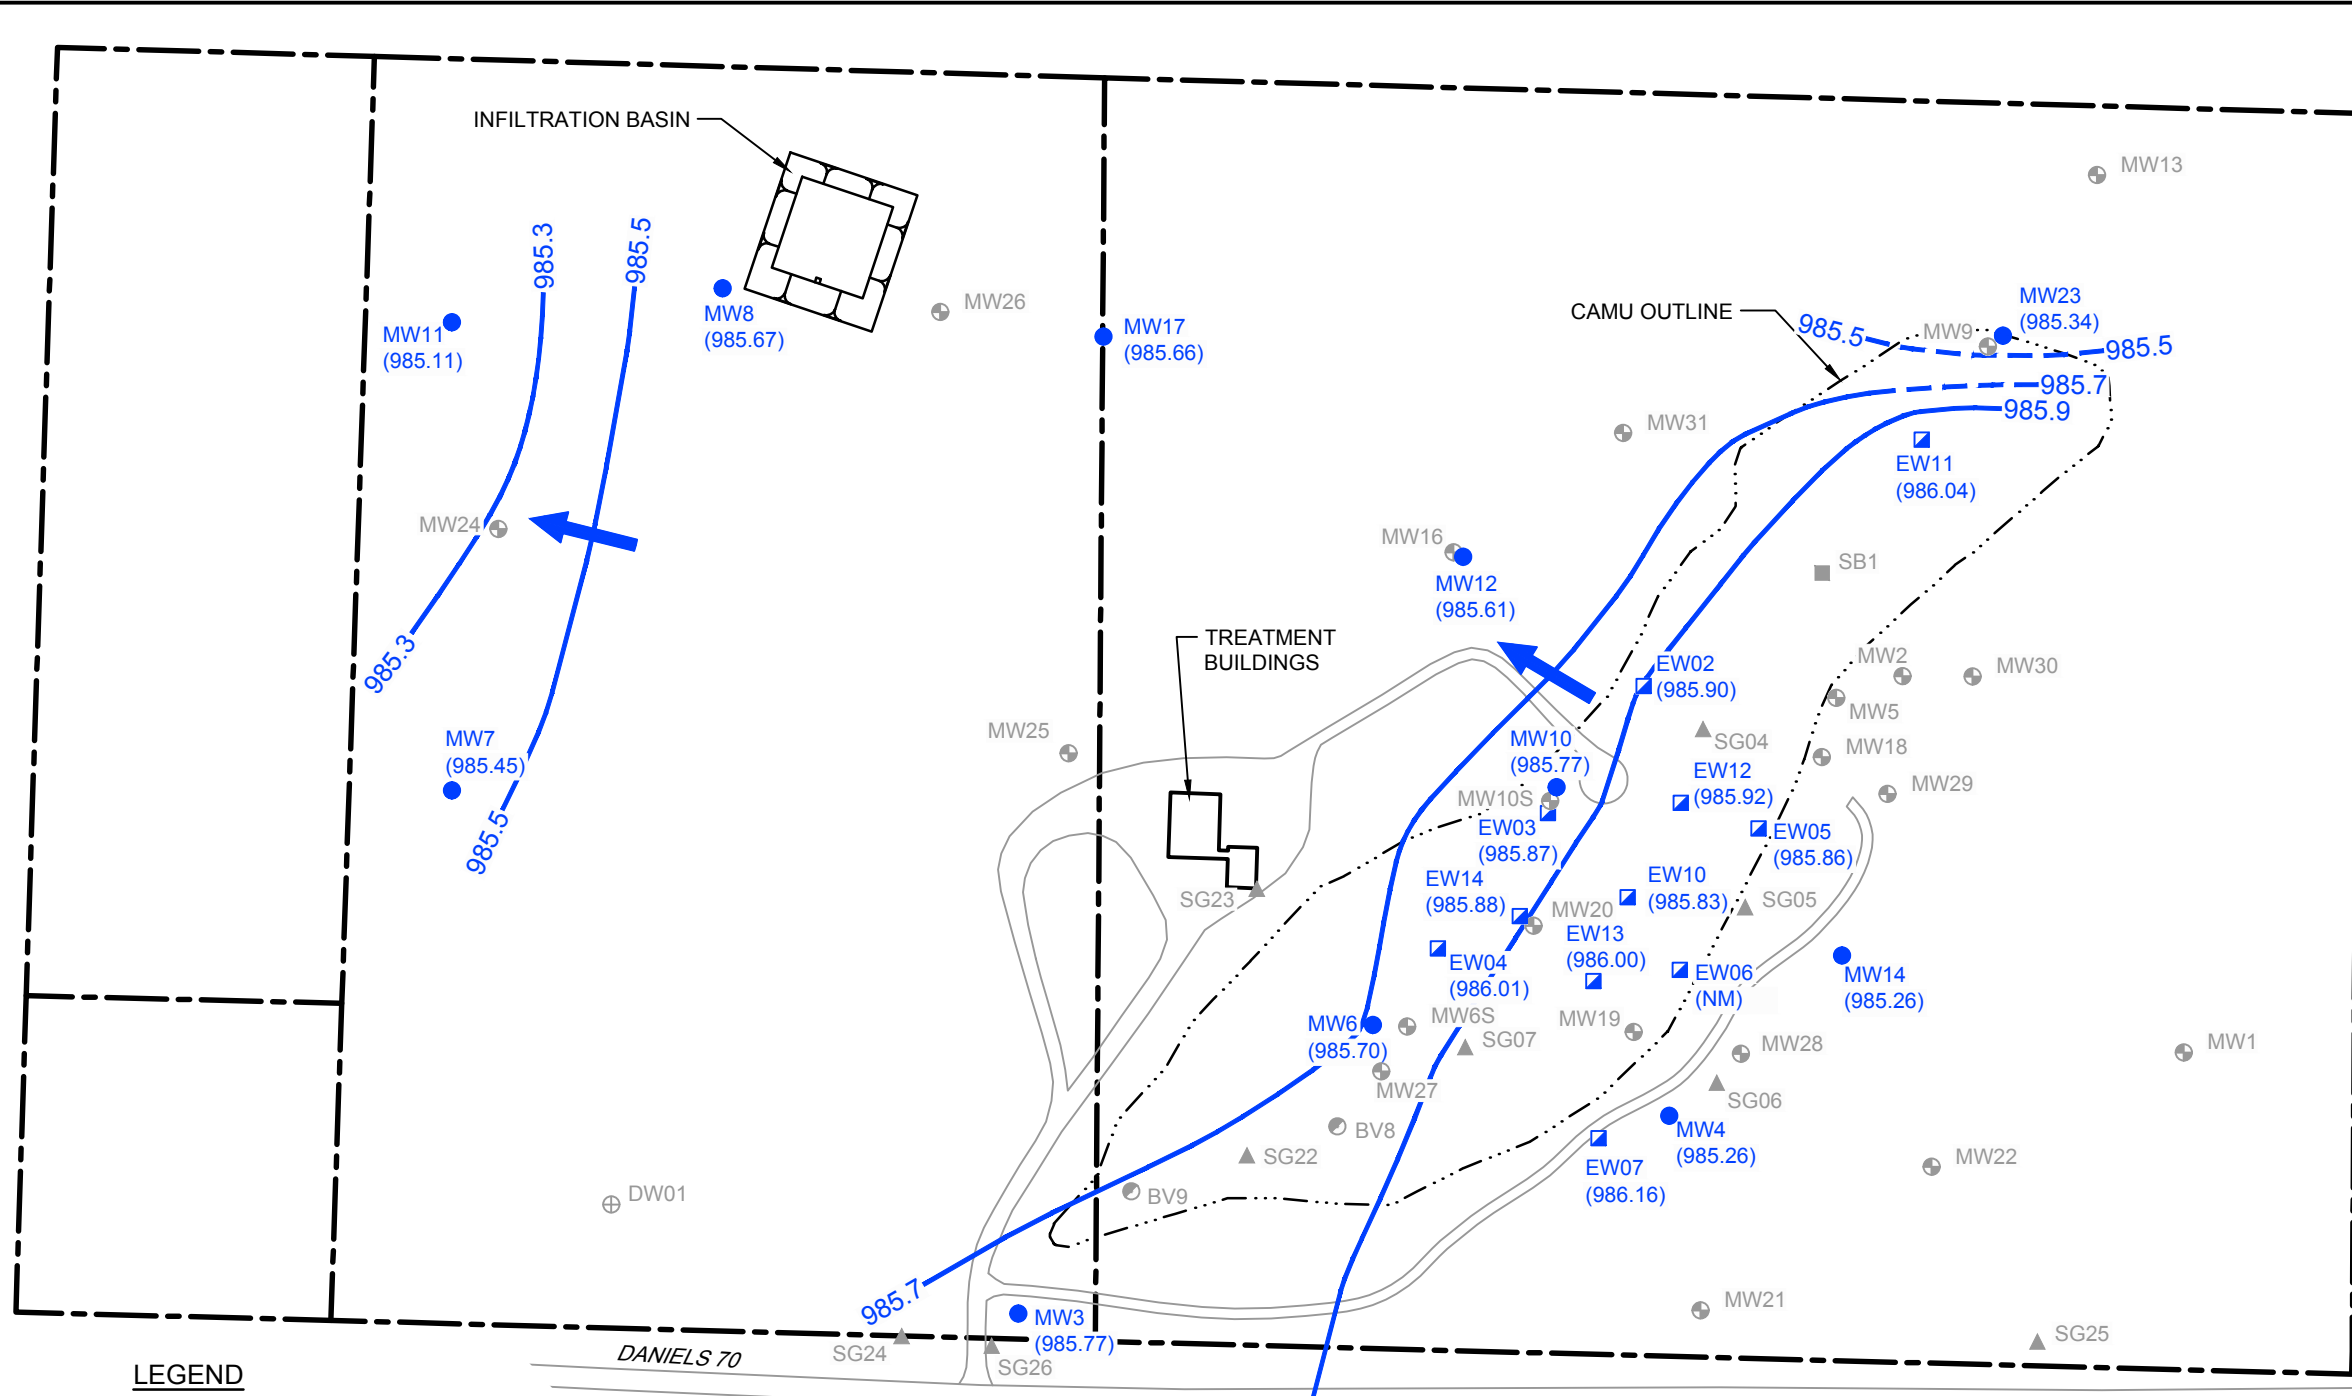 INFILTRATION BASIN
MW13
985.3
985.5
MW8
(985.67)
MW26
MW11
(985.11)
MW17
(985.66)
CAMU OUTLINE
MW23
(985.34)
985.5
MW9
985.5
985.7
985.9
MW31
EW11
(986.04)
MW24
MW16
MW12
(985.61)
SB1
TREATMENT
BUILDINGS
985.3
EW02
(985.90)
MW2
MW30
MW5
SG04
MW18
MW7
(985.45)
MW25
MW10
(985.77)
EW12
(985.92)
MW29
MW10S
EW03
(985.87)
EW05
(985.86)
985.5
EW14
(985.88)
EW10
(985.83)
SG23
MW20
SG05
EW13
(986.00)
EW04
(986.01)
EW06
(NM)
MW14
(985.26)
MW6
(985.70)
MW6S
SG07
MW19
MW28
MW1
MW27
SG06
BV8
MW4
(985.26)
SG22
EW07
(986.16)
MW22
DW01
BV9
985.7
MW3
(985.77)
MW21
SG24
SG26
SG25
DANIELS 70
LEGEND